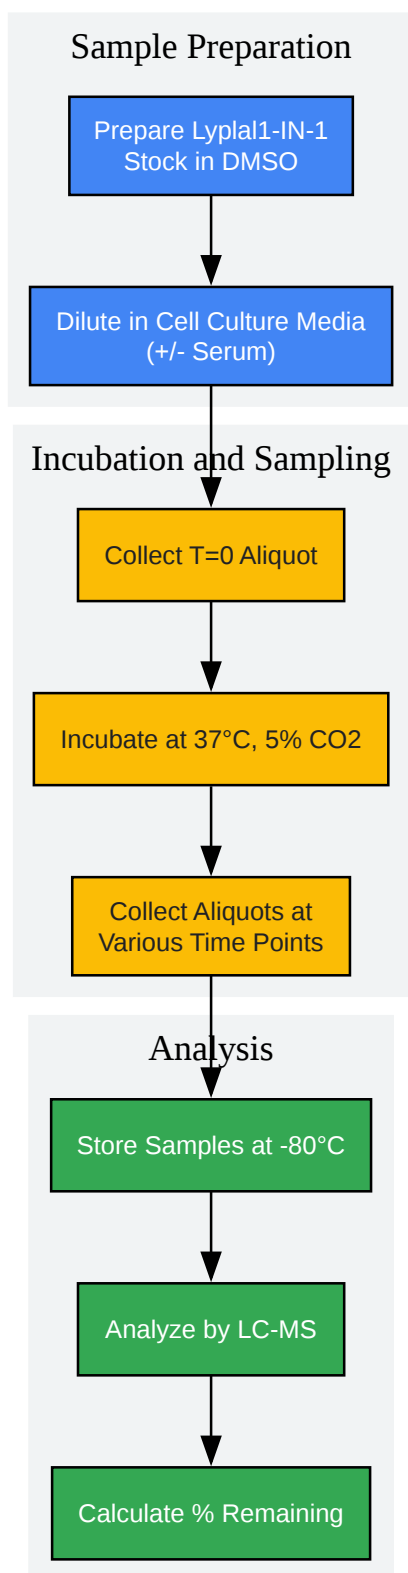 Sample Preparation
Prepare Lyplal1-IN-1
Stock in DMSO
Dilute in Cell Culture Media
(+/- Serum)
Incubation and Sampling
Collect T=0 Aliquot
Incubate at 37°C, 5% CO2
Collect Aliquots at
Various Time Points
Analysis
Store Samples at -80°C
Analyze by LC-MS
Calculate % Remaining